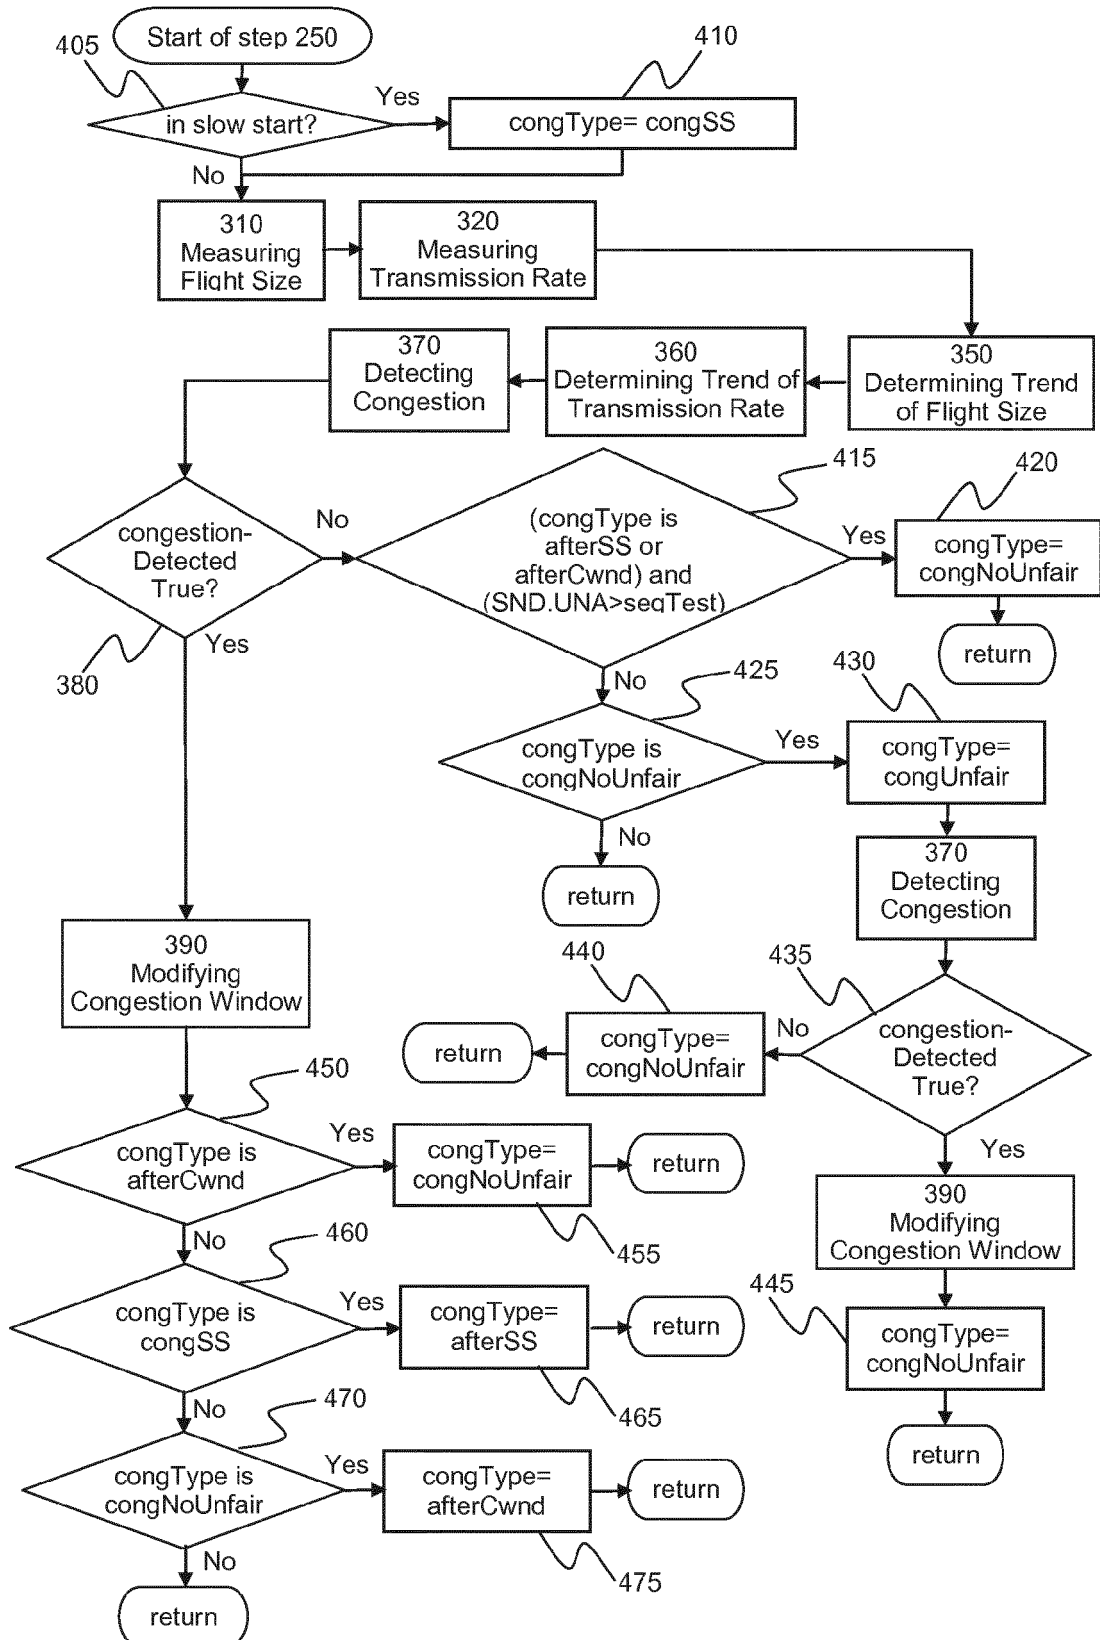 Start of step 250
405
410
in slow start?
Yes
congType= congSS
No
310
Measuring
Flight Size
320
Measuring
Transmission Rate
350
Determining Trend
of Flight Size
360
Determining Trend of
Transmission Rate
370
Detecting
Congestion
congestion-
Detected
True?
380
No
Yes
415
(congType is
afterSS or
afterCwnd) and
(SND.UNA>seqTest)
Yes
420
congType=
congNoUnfair
return
No
425
congType is
congNoUnfair
Yes
430
congType=
congUnfair
No
return
370
Detecting
Congestion
435
congestion-
Detected
True?
No
440
congType=
congNoUnfair
return
Yes
390
Modifying
Congestion Window
445
congType=
congNoUnfair
return
390
Modifying
Congestion Window
450
congType is
afterCwnd
Yes
congType=
congNoUnfair
455
return
No
460
congType is
congSS
Yes
congType=
afterSS
465
return
No
470
congType is
congNoUnfair
Yes
congType=
afterCwnd
475
return
No
return